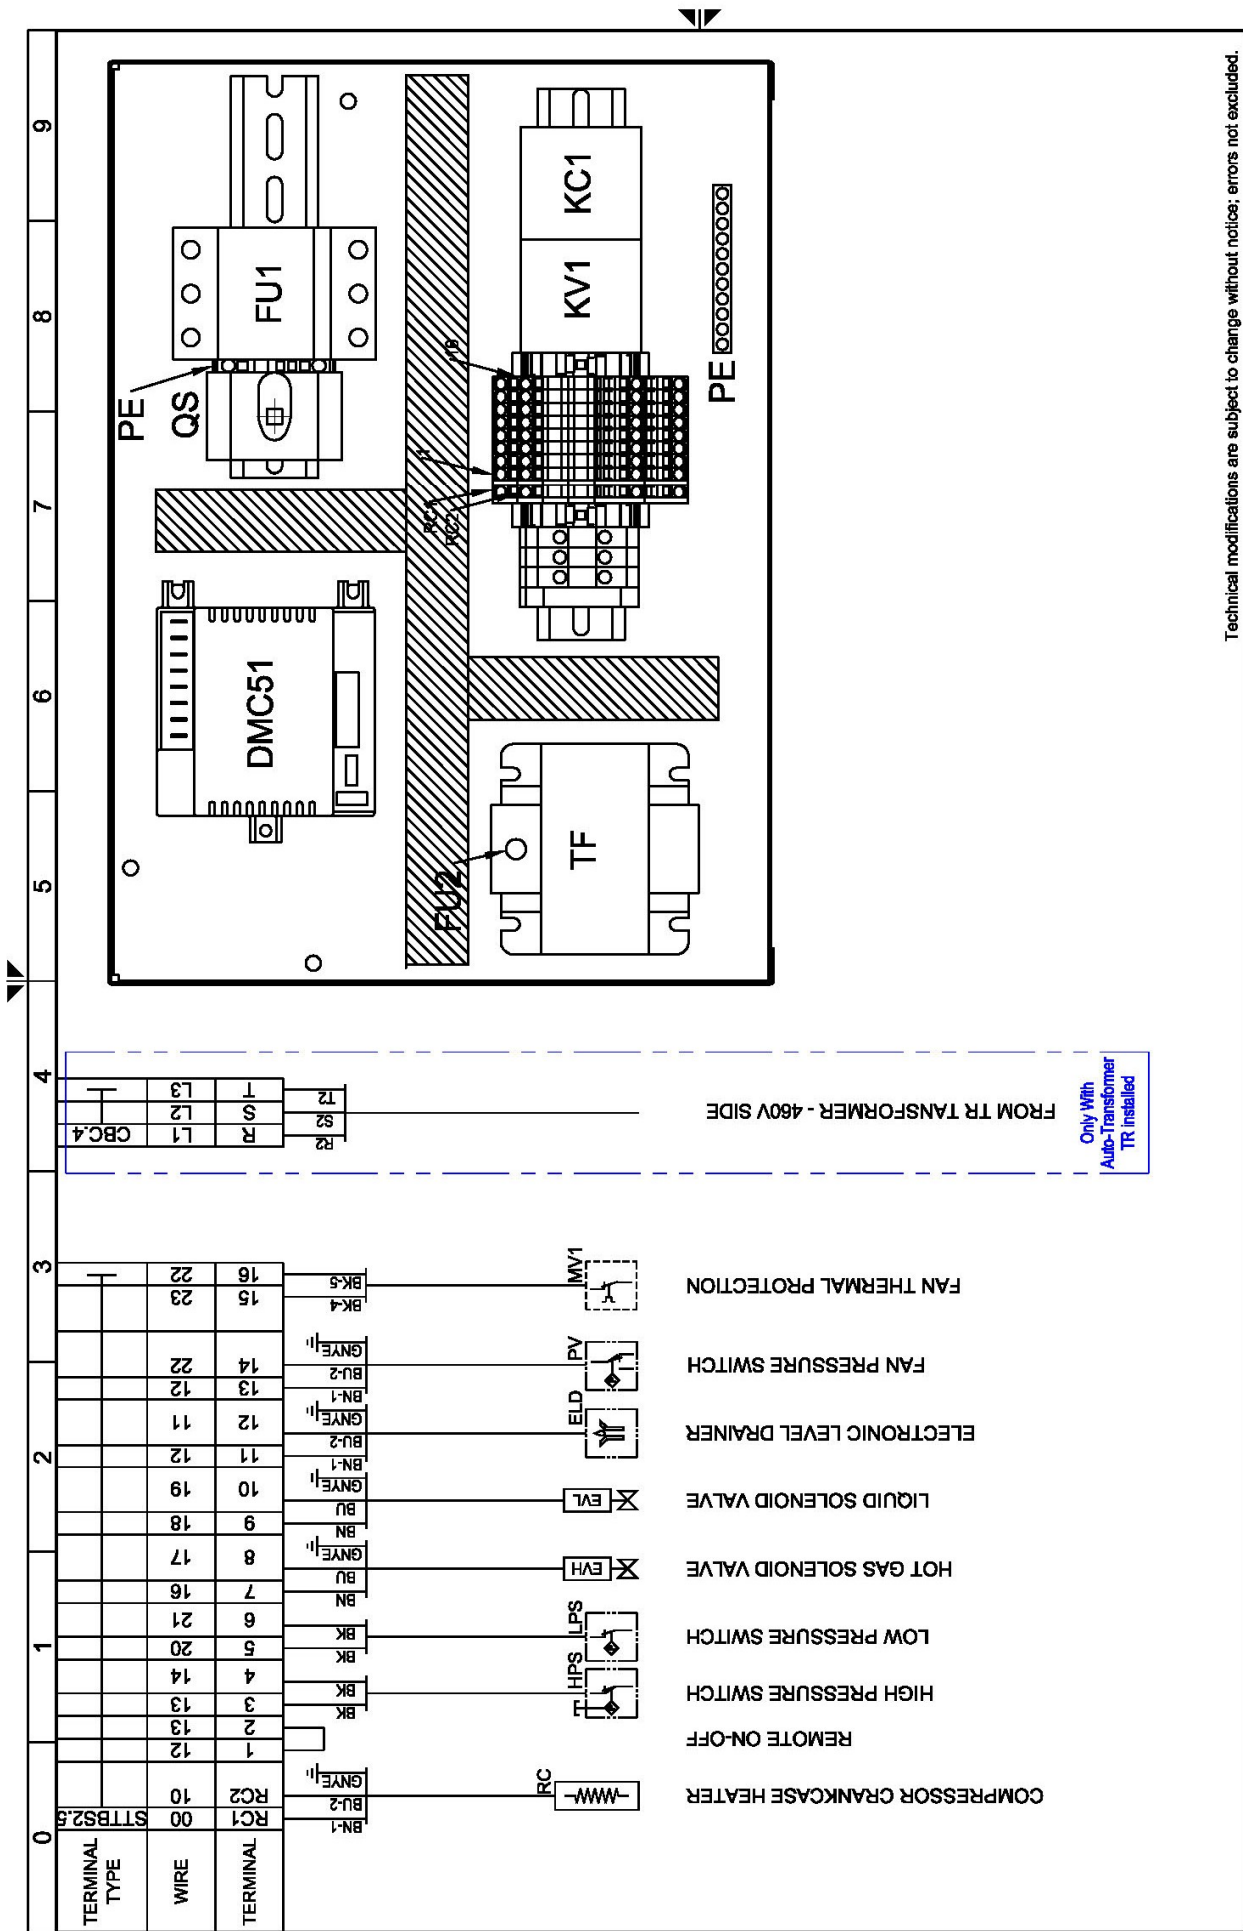 0 1 2 3 4 5 6 7 8 9
TERMINAL
TYPE
STTBS2.5
CBC.4
WIRE
00 10 12 13 13 14 20 21 16 17 18 19 12 11 12 22 23 22 L1 L2 L3
TERMINAL
RC1 RC2 1 2 3 4 5 6 7 8 9 10 11 12 13 14 15 16 R S T
BN-1
BU-2
GNYE
BK
BK
BK
BK
BN
BU
GNYE
BN
BU
GNYE
BN-1
BU-2
GNYE
BN-1
BU-2
GNYE
BK-4
BK-5
R2
S2
T2
RC
HPS
LPS
EVH
EVL
ELD
PV
MV1
COMPRESSOR CRANKCASE HEATER
REMOTE ON-OFF
HIGH PRESSURE SWITCH
LOW PRESSURE SWITCH
HOT GAS SOLENOID VALVE
LIQUID SOLENOID VALVE
ELECTRONIC LEVEL DRAINER
FAN PRESSURE SWITCH
FAN THERMAL PROTECTION
FROM TR TANSFORMER - 460V SIDE
Only With
Auto-Transformer
TR installed
DMC51
PE
QS
FU1
FU2
TF
RC1
RC2
KV1
KC1
PE
Technical modifications are subject to change without notice; errors not excluded.